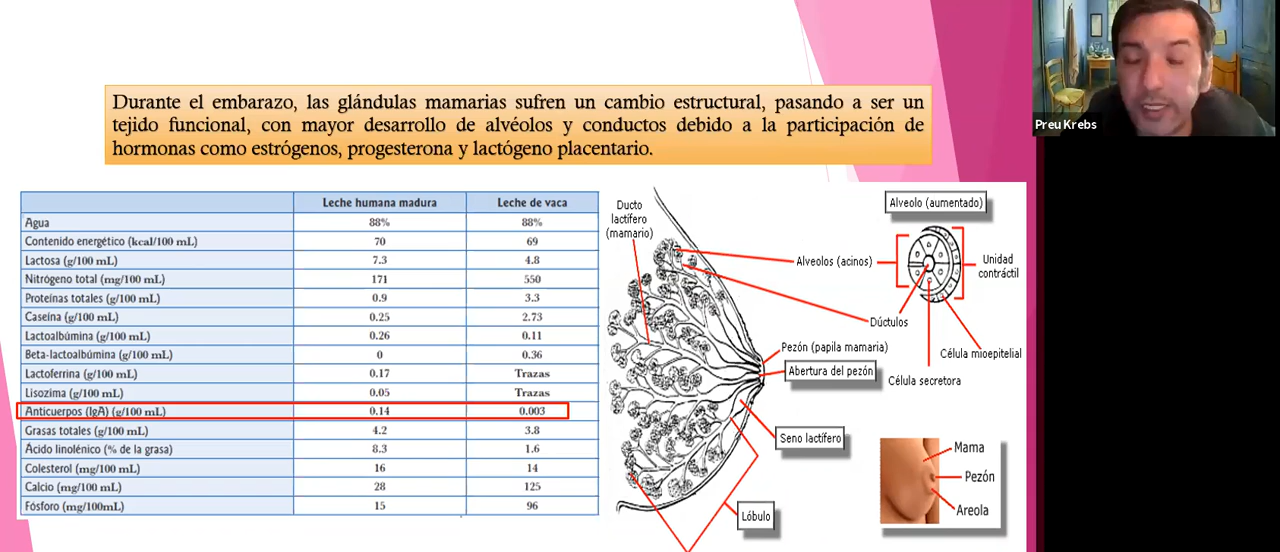 Durante el embarazo, las glándulas mamarias sufren un cambio estructural, pasando a ser un
tejido funcional, con mayor desarrollo de alvéolos y conductos debido a la participación de
hormonas como estrógenos, progesterona y lactógeno placentario.
Preu Krebs
Leche humana madura Leche de vaca
Agua 88% 88%
Contenido energético (kcal/100 mL) 70 69
Lactosa (g/100 mL) 7.3 4.8
Nitrógeno total (mg/100 mL) 171 550
Proteínas totales (g/100 mL) 0.9 3.3
Caseína (g/100 mL) 0.25 2.73
Lactoalbúmina (g/100 mL) 0.26 0.11
Beta-lactoalbúmina (g/100 mL) 0 0.36
Lactoferrina (g/100 mL) 0.17 Trazas
Lisozima (g/100 mL) 0.05 Trazas
Anticuerpos (IgA) (g/100 mL) 0.14 0.003
Grasas totales (g/100 mL) 4.2 3.8
Ácido linolénico (% de la grasa) 8.3 1.6
Colesterol (mg/100 mL) 16 14
Calcio (mg/100 mL) 28 125
Fósforo (mg/100mL) 15 96
Ducto
lactífero
(mamario)
Alveolo (aumentado)
Alveolos (acinos)
Unidad
contráctil
Dúctulos
Célula mioepitelial
Célula secretora
Pezón (papila mamaria)
Abertura del pezón
Seno lactífero
Lóbulo
Mama
Pezón
Areola